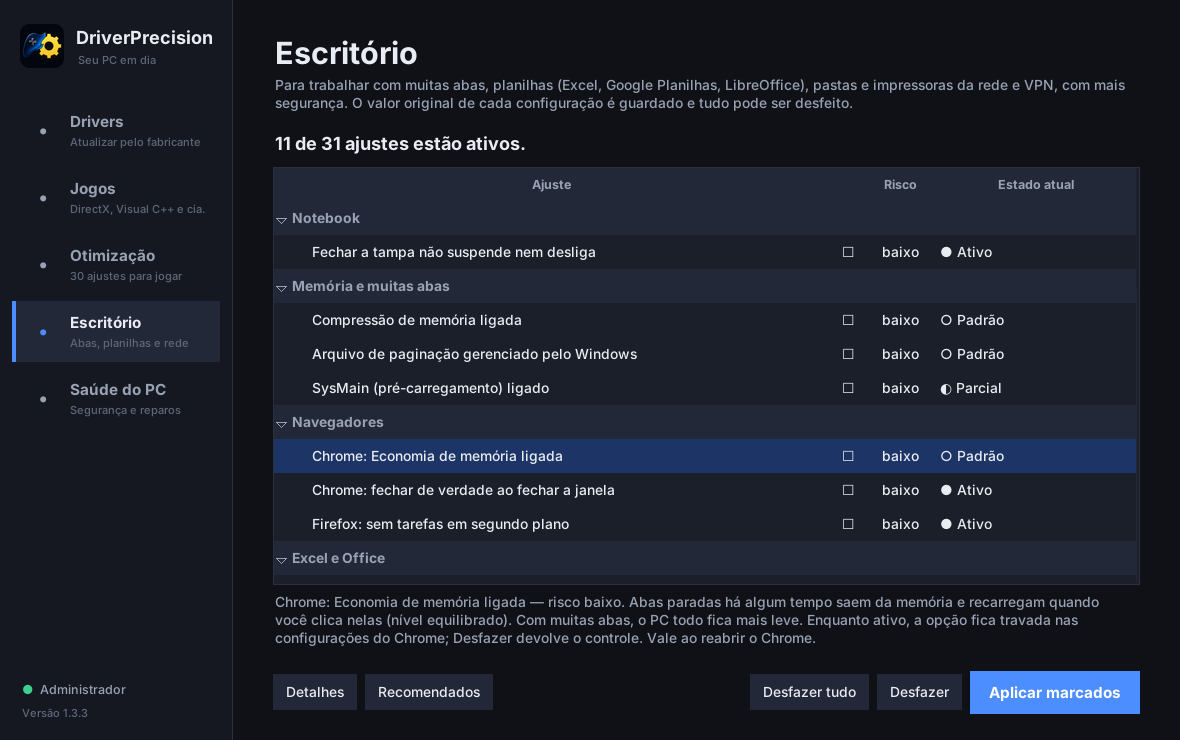 DriverPrecision
Seu PC em dia
Drivers
Atualizar pelo fabricante
Jogos
DirectX, Visual C++ e cia.
Otimização
30 ajustes para jogar
Escritório
Abas, planilhas e rede
Saúde do PC
Segurança e reparos
Administrador
Versão 1.3.3
Escritório
Para trabalhar com muitas abas, planilhas (Excel, Google Planilhas, LibreOffice), pastas e impressoras da rede e VPN, com mais
segurança. O valor original de cada configuração é guardado e tudo pode ser desfeito.
11 de 31 ajustes estão ativos.
Ajuste Risco Estado atual
Notebook
Fechar a tampa não suspende nem desliga ☐ baixo ● Ativo
Memória e muitas abas
Compressão de memória ligada ☐ baixo ○ Padrão
Arquivo de paginação gerenciado pelo Windows ☐ baixo ○ Padrão
SysMain (pré-carregamento) ligado ☐ baixo ◐ Parcial
Navegadores
Chrome: Economia de memória ligada ☐ baixo ○ Padrão
Chrome: fechar de verdade ao fechar a janela ☐ baixo ● Ativo
Firefox: sem tarefas em segundo plano ☐ baixo ● Ativo
Excel e Office
Chrome: Economia de memória ligada — risco baixo. Abas paradas há algum tempo saem da memória e recarregam quando
você clica nelas (nível equilibrado). Com muitas abas, o PC todo fica mais leve. Enquanto ativo, a opção fica travada nas
configurações do Chrome; Desfazer devolve o controle. Vale ao reabrir o Chrome.
Detalhes Recomendados Desfazer tudo Desfazer Aplicar marcados